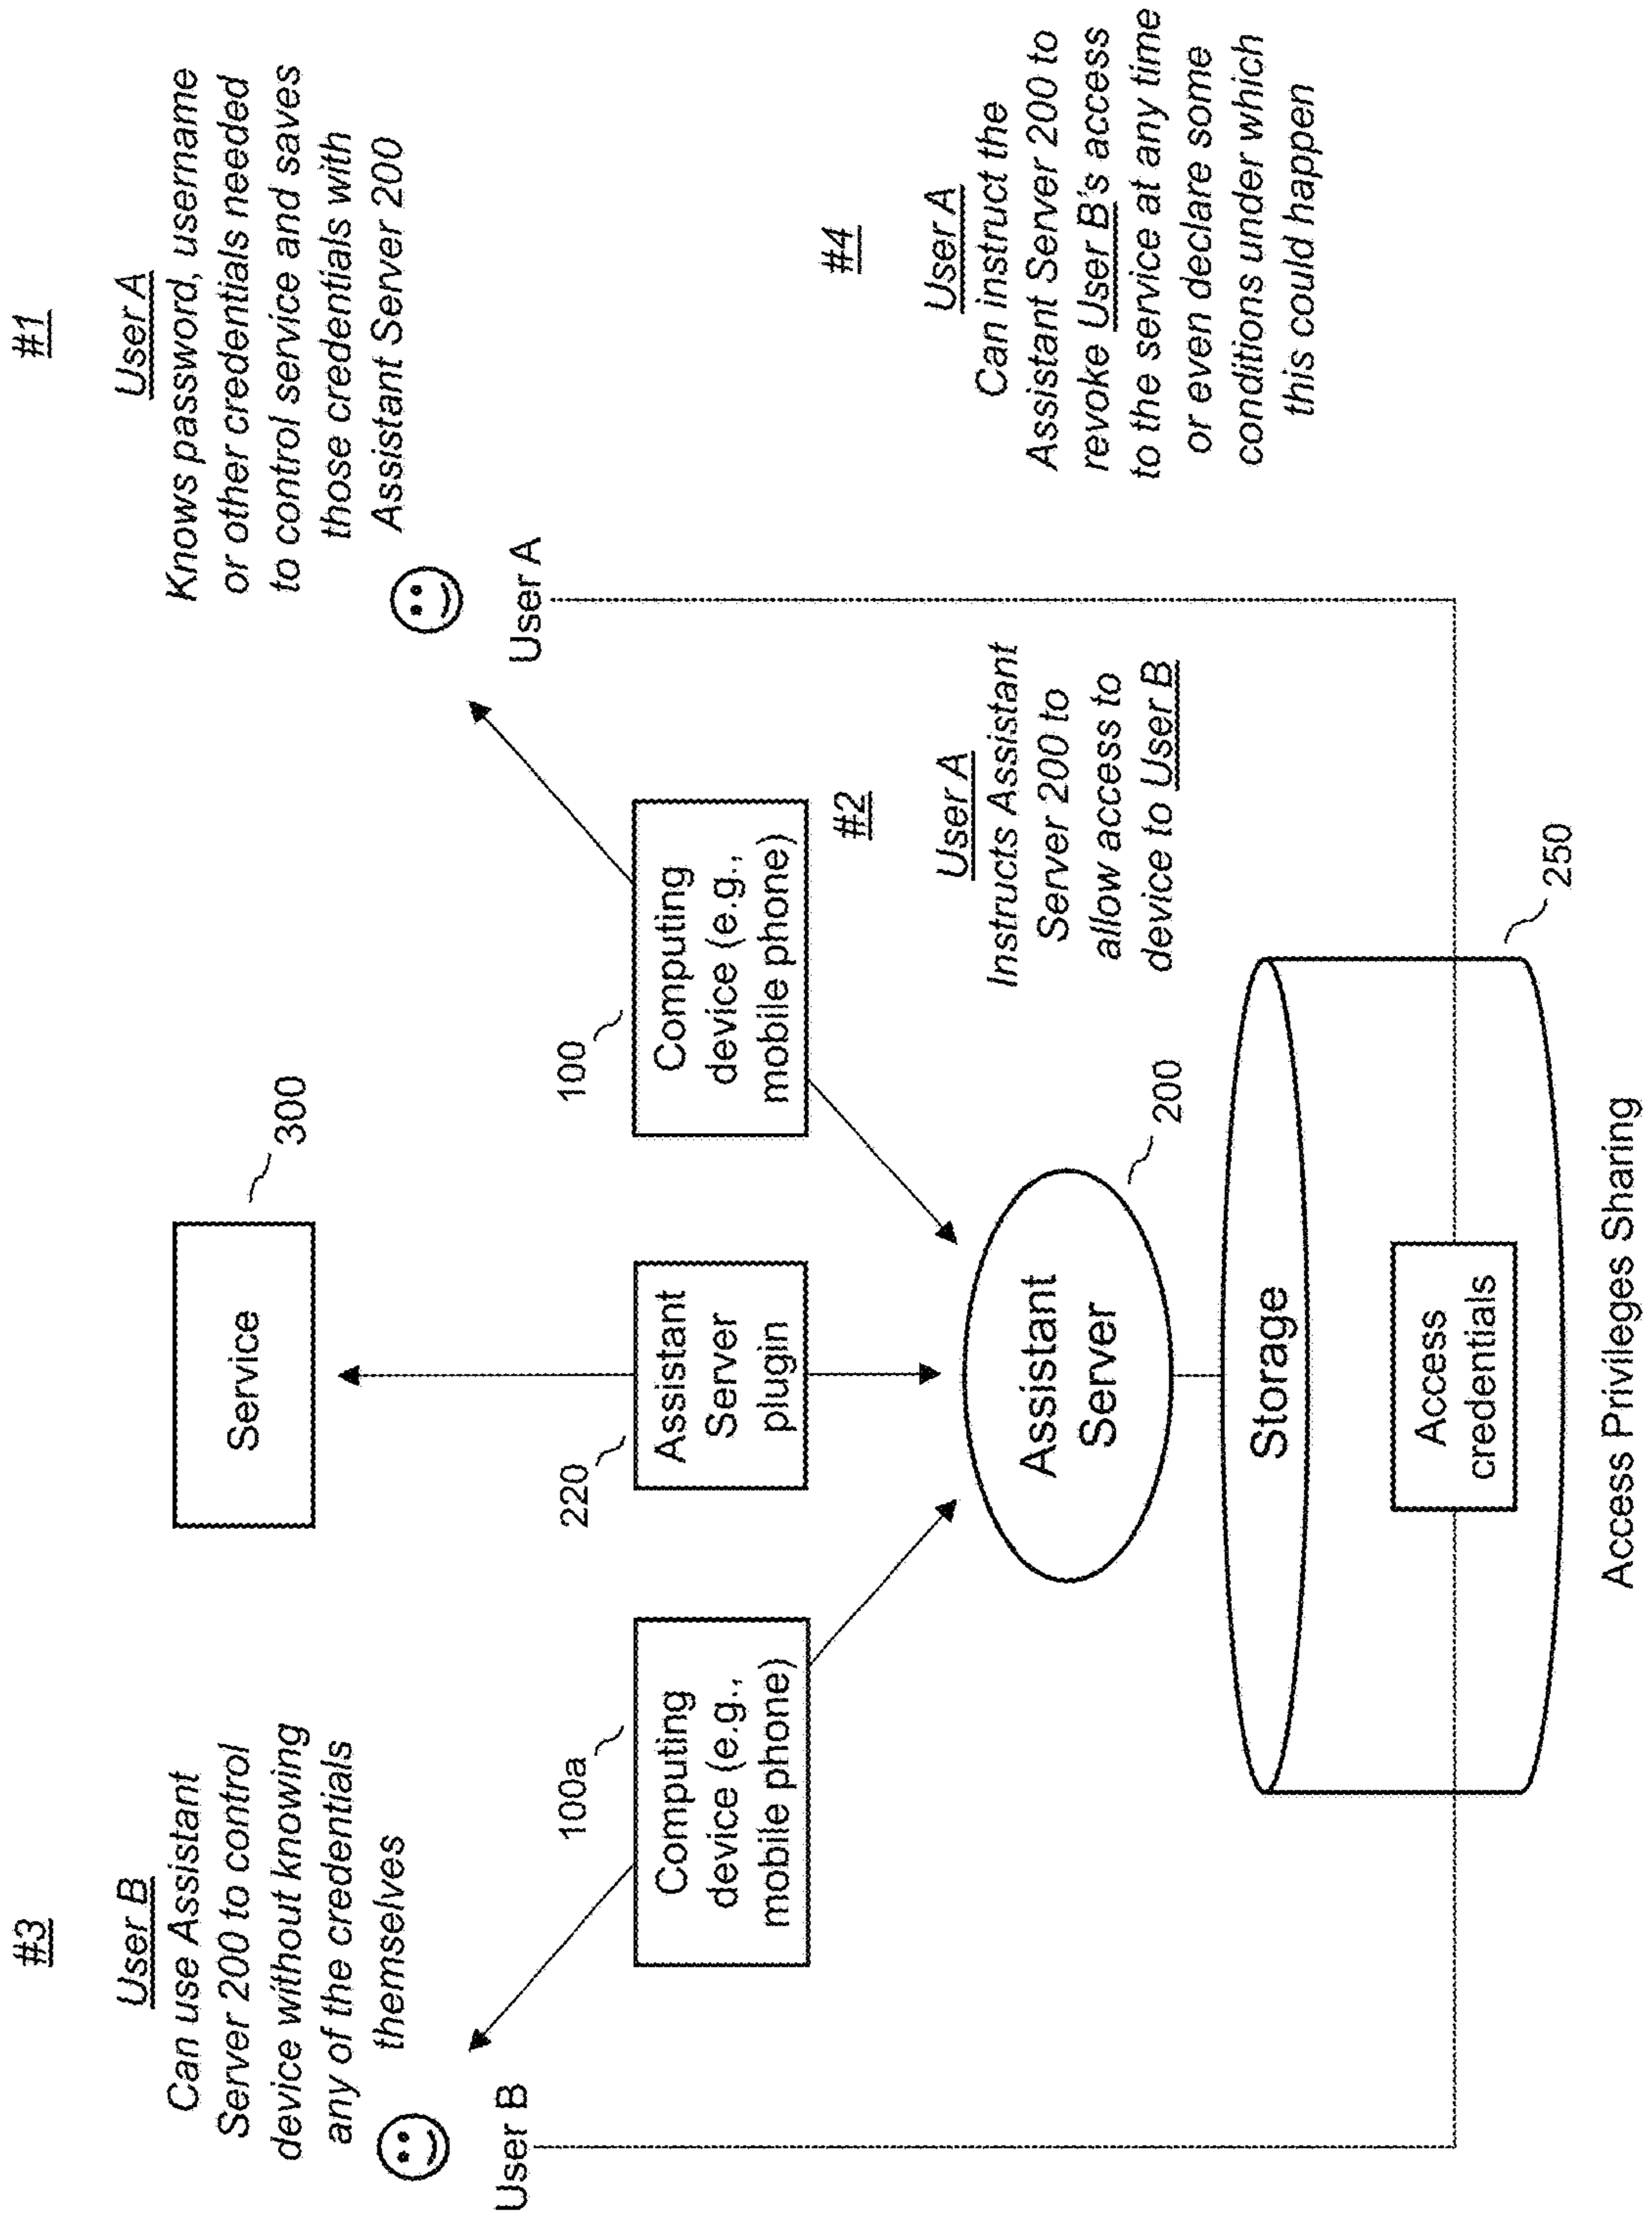 #3
User B
Can use Assistant
Server 200 to control
device without knowing
any of the credentials
themselves
User B
#1
User A
Knows password, username
or other credentials needed
to control service and saves
those credentials with
Assistant Server 200
User A
Service
300
100a
Computing
device (e.g.,
mobile phone)
220
Assistant
Server
plugin
100
Computing
device (e.g.,
mobile phone)
#2
User A
Instructs Assistant
Server 200 to
allow access to
device to User B
#4
User A
Can instruct the
Assistant Server 200 to
revoke User B's access
to the service at any time
or even declare some
conditions under which
this could happen
Assistant
Server
200
Storage
250
Access
credentials
Access Privileges Sharing